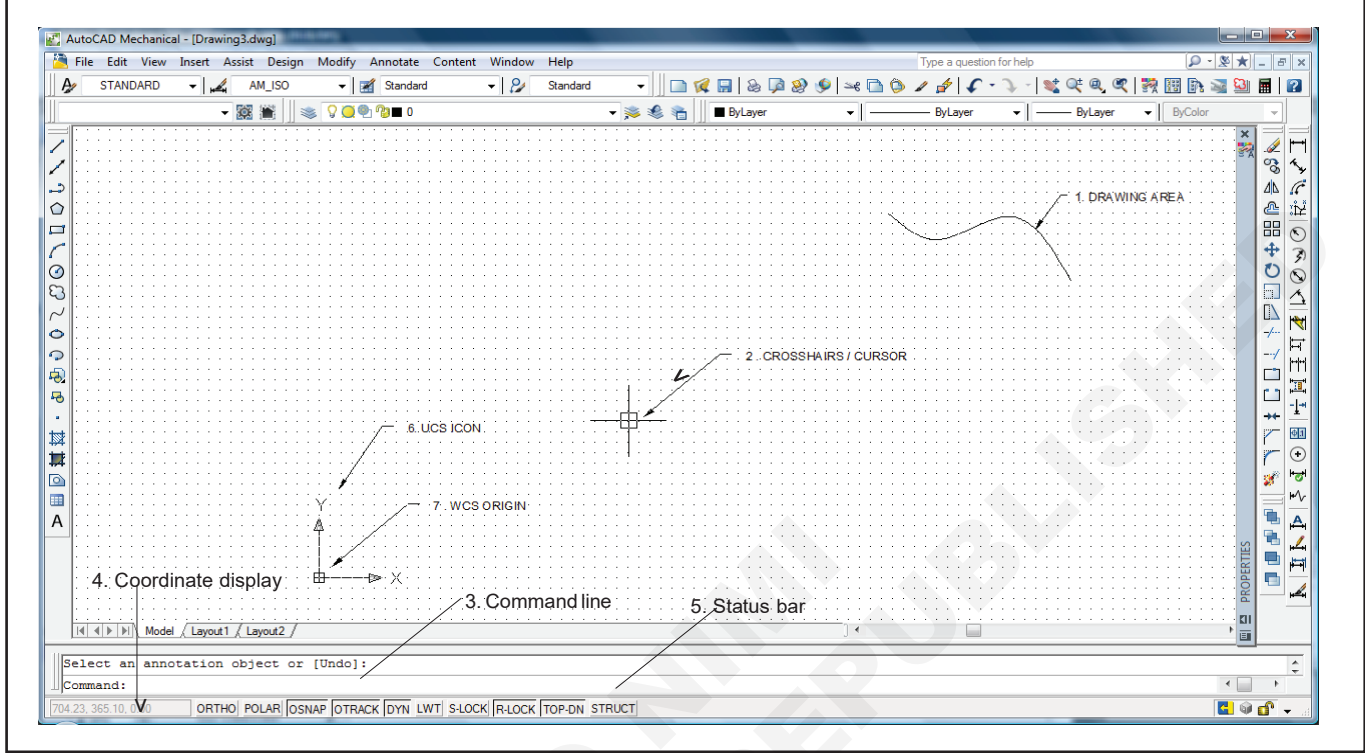 AutoCAD Mechanical - [Drawing3.dwg]
File Edit View Insert Assist Design Modify Annotate Content Window Help Type a question for help
STANDARD AM_ISO Standard Standard
0 ByLayer ByLayer ByLayer ByColor
1. DRAWING AREA
2. CROSSHAIRS / CURSOR
6. UCS ICON
Y
7. WCS ORIGIN
X
4. Coordinate display
3. Command line
5. Status bar
PROPERTIES
Model Layout1 Layout2
Select an annotation object or [Undo]:
Command:
704.23, 365.10, ORTHO POLAR OSNAP OTRACK DYN LWT S-LOCK R-LOCK TOP-DN STRUCT
NIMI
REPUBLISHED